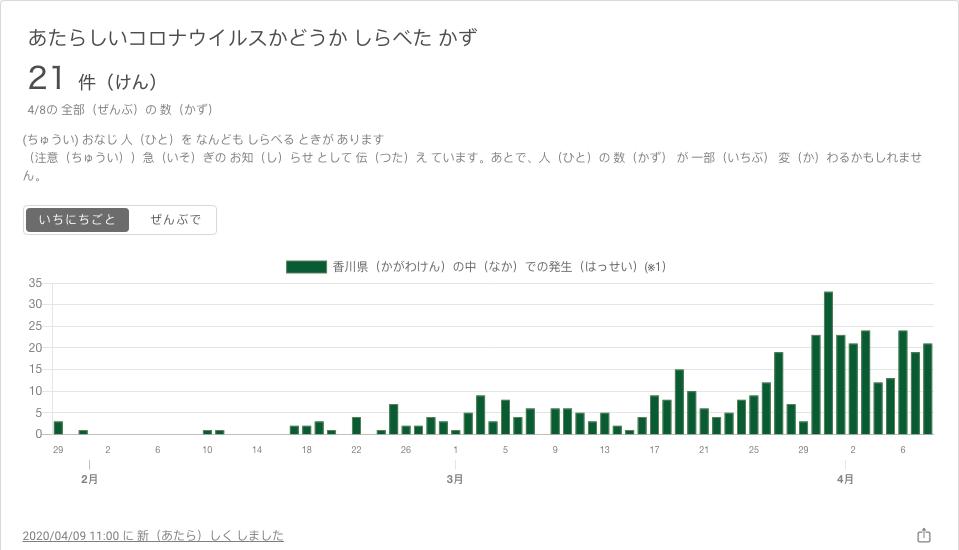 あたらしいコロナウイルスかどうか しらべた かず
21 件（けん）
4/8の 全部（ぜんぶ）の 数（かず）
(ちゅうい) おなじ 人（ひと）を なんども しらべる ときが あります
（注意（ちゅうい））急（いそ）ぎの お知（し）らせ として 伝（つた）え ています。あとで、人（ひと）の 数（かず） が 一部（いちぶ） 変（か）わるかもしれませ
ん。
いちにちごと ぜんぶで
香川県（かがわけん）の中（なか）での発生（はっせい）(※1)
35
30
25
20
15
10
5
0
29 2 6 10 14 18 22 26 1 5 9 13 17 21 25 29 2 6
2月 3月 4月
2020/04/09 11:00 に 新（あたら）しく しました